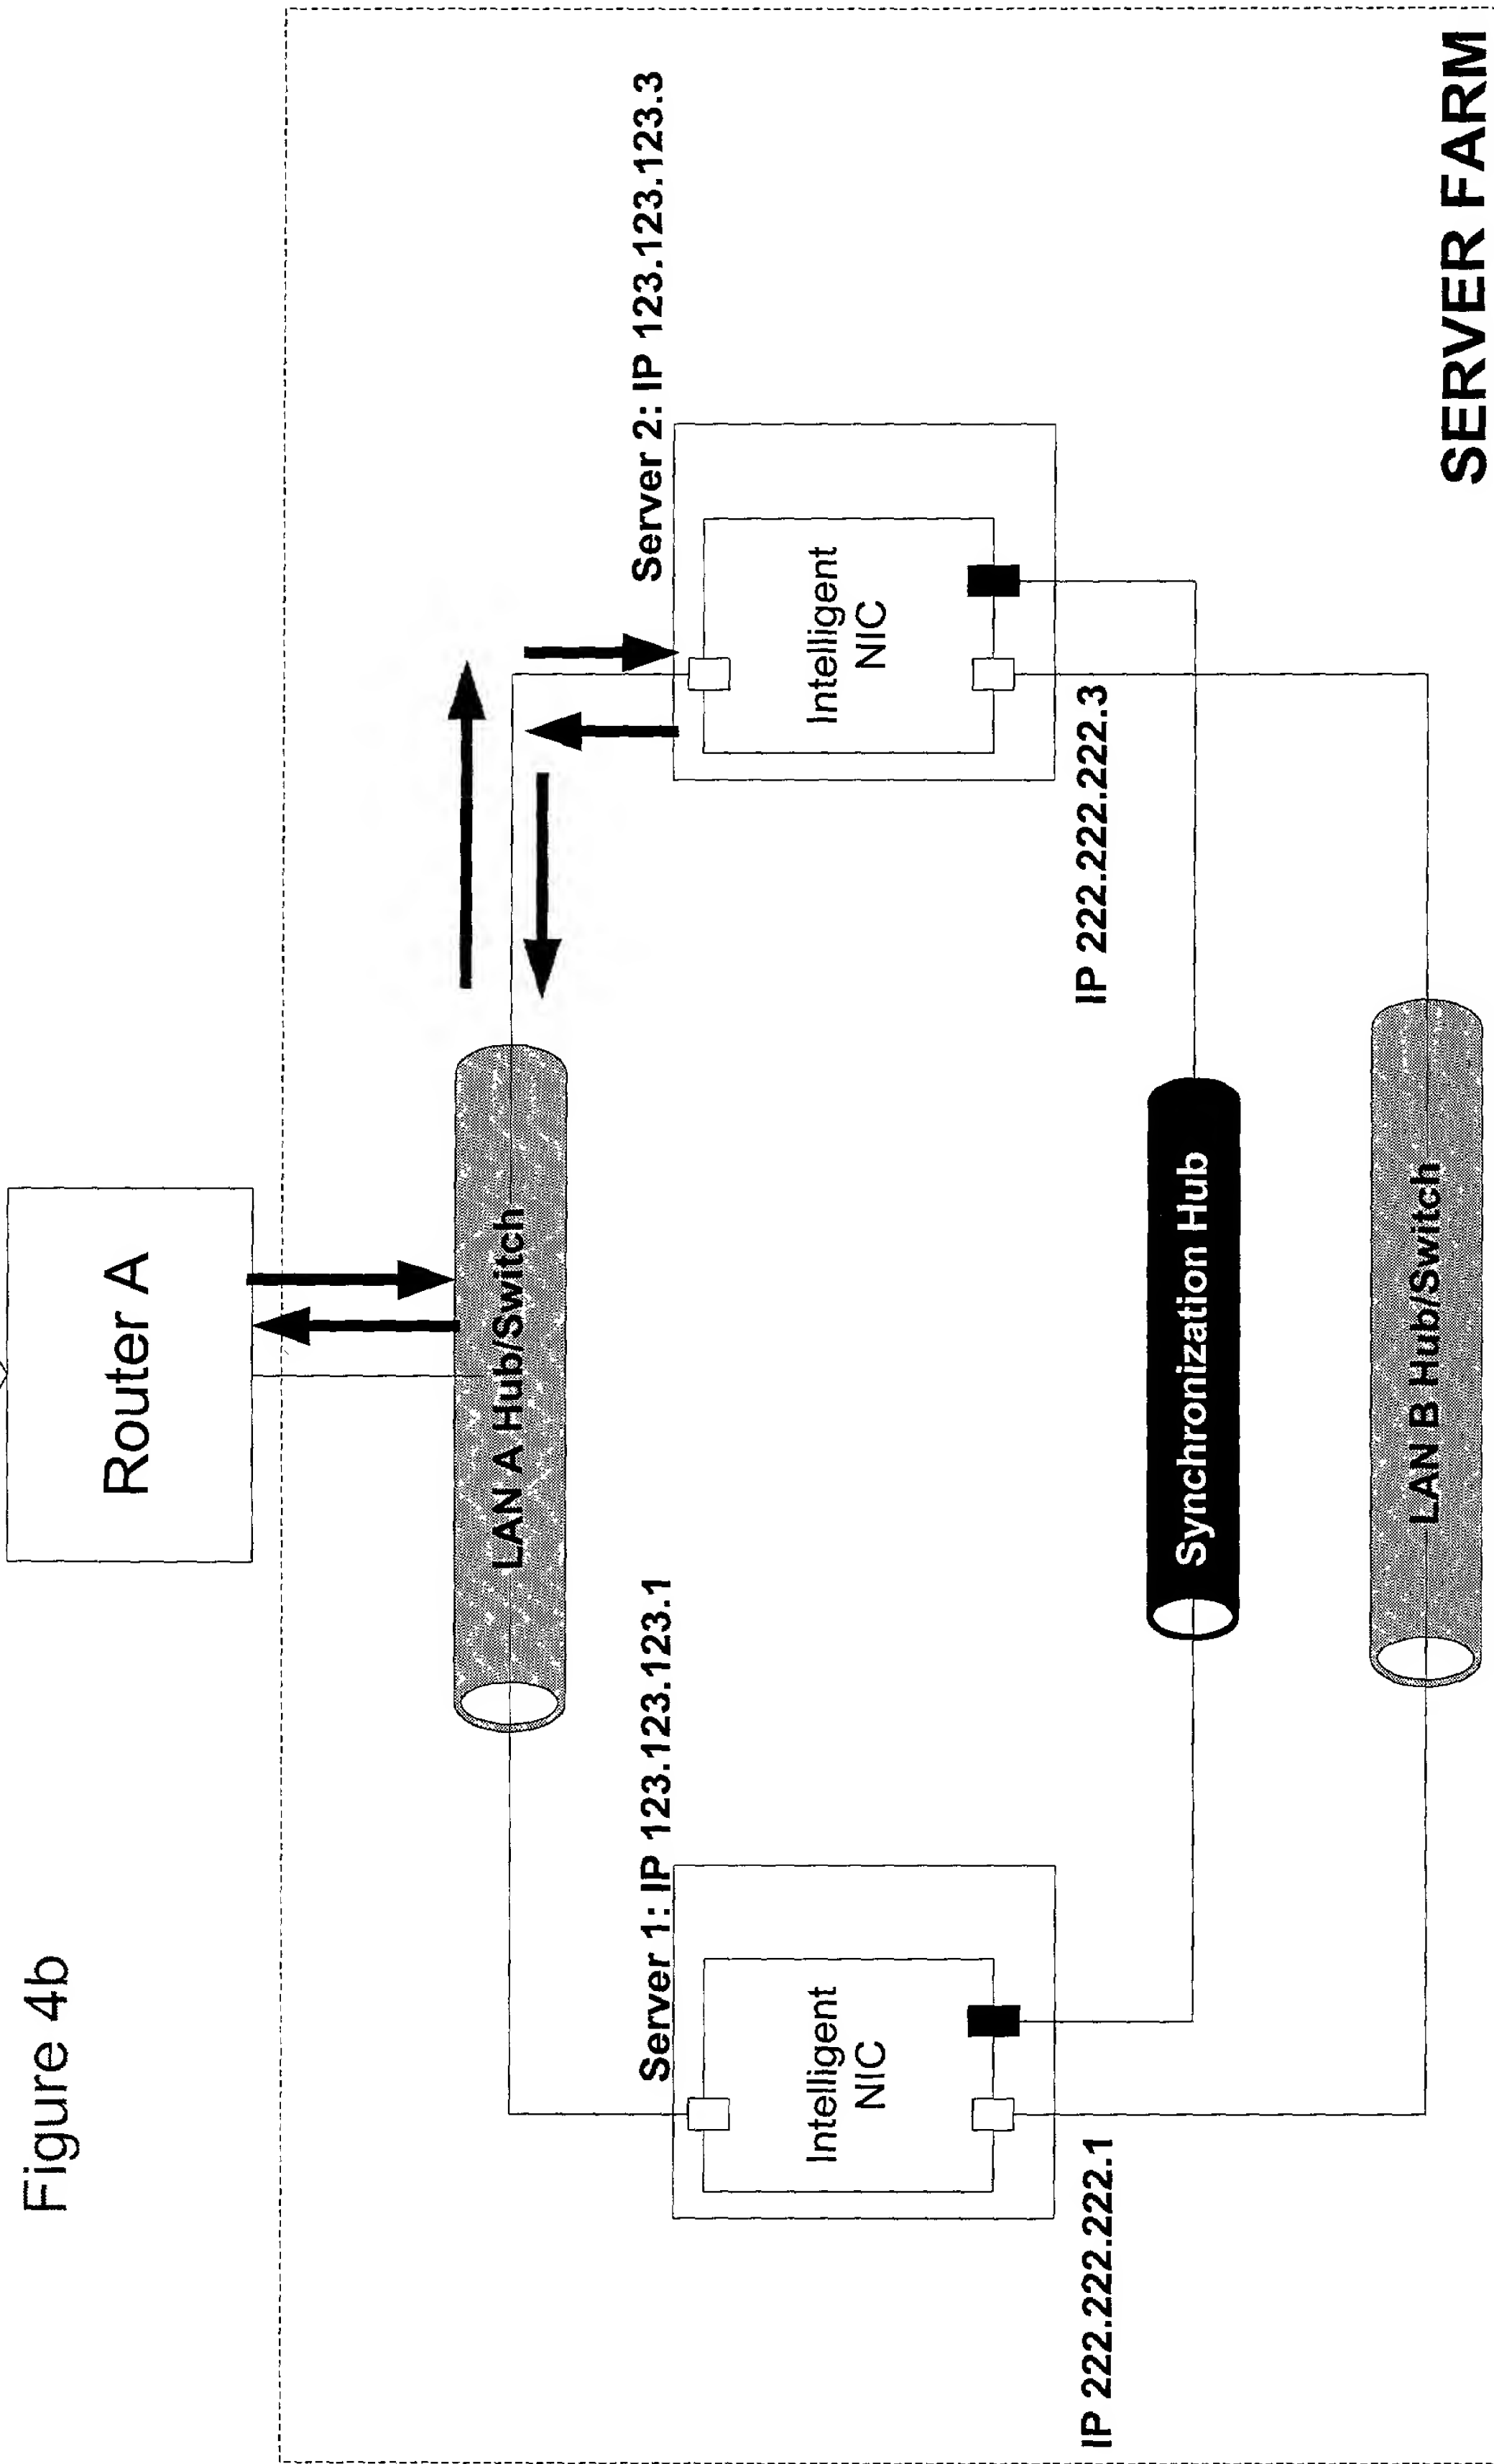 Figure 4b
Router A
LAN A Hub/Switch
Server 1: IP 123.123.123.1
Server 2: IP 123.123.123.3
Intelligent
NIC
Intelligent
NIC
IP 222.222.222.1
IP 222.222.222.3
Synchronization Hub
LAN B Hub/Switch
SERVER FARM